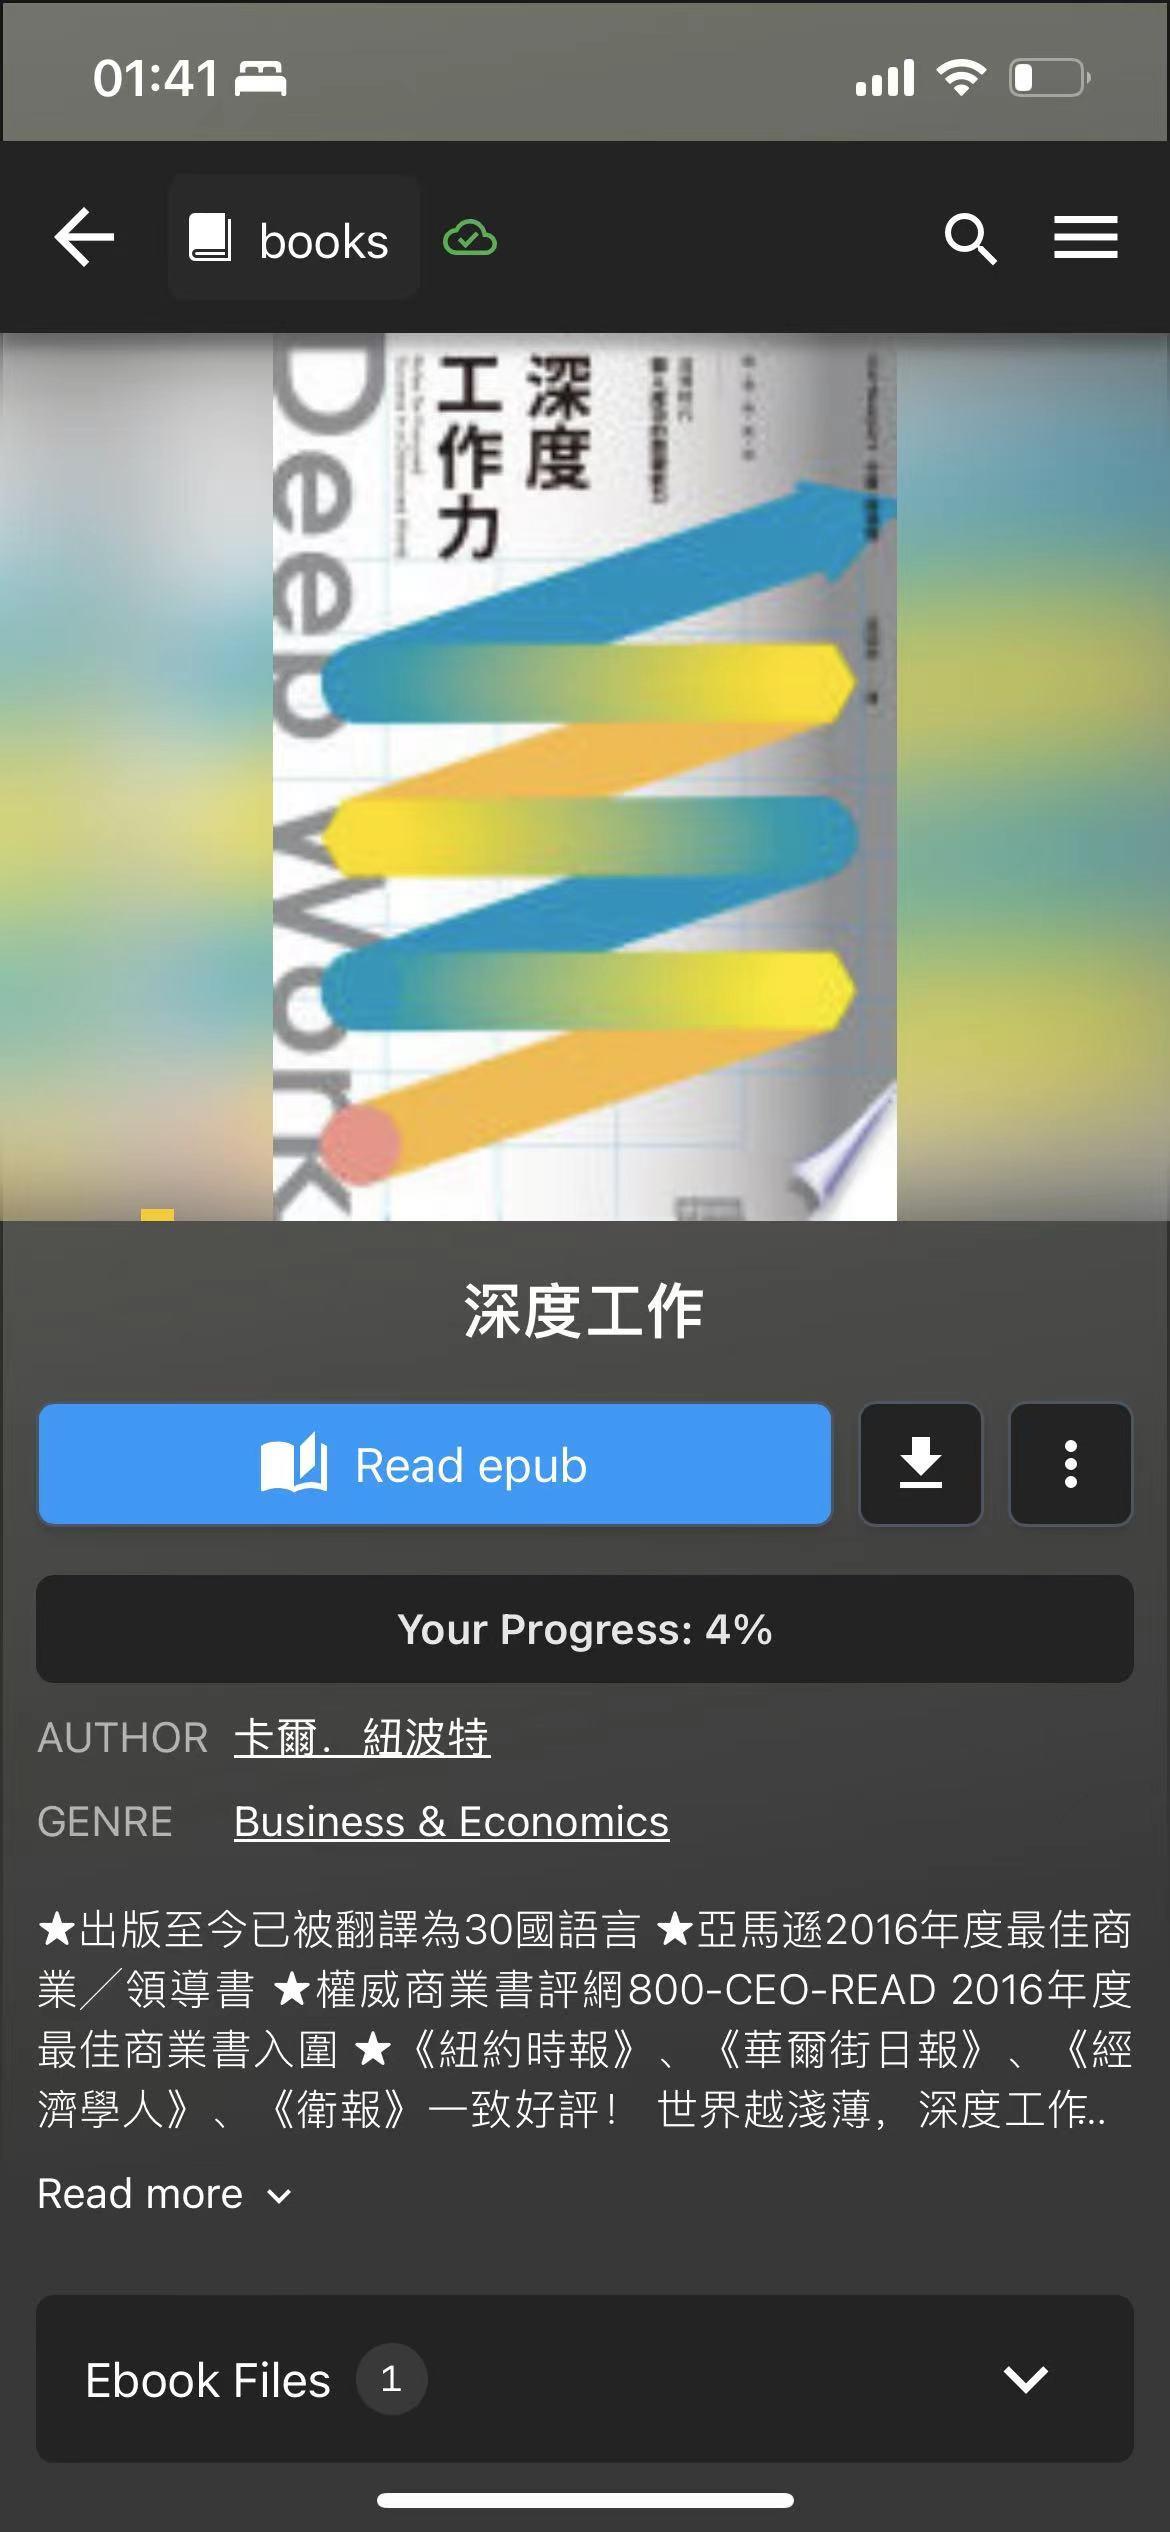 01:41
books
Deep Work
深度
工作力
深度工作
Read epub
Your Progress: 4%
AUTHOR 卡爾．紐波特
GENRE Business & Economics
★出版至今已被翻譯為30國語言 ★亞馬遜2016年度最佳商
業／領導書 ★權威商業書評網800-CEO-READ 2016年度
最佳商業書入圍 ★《紐約時報》、《華爾街日報》、《經
濟學人》、《衛報》一致好評！ 世界越淺薄，深度工作..
Read more
Ebook Files 1